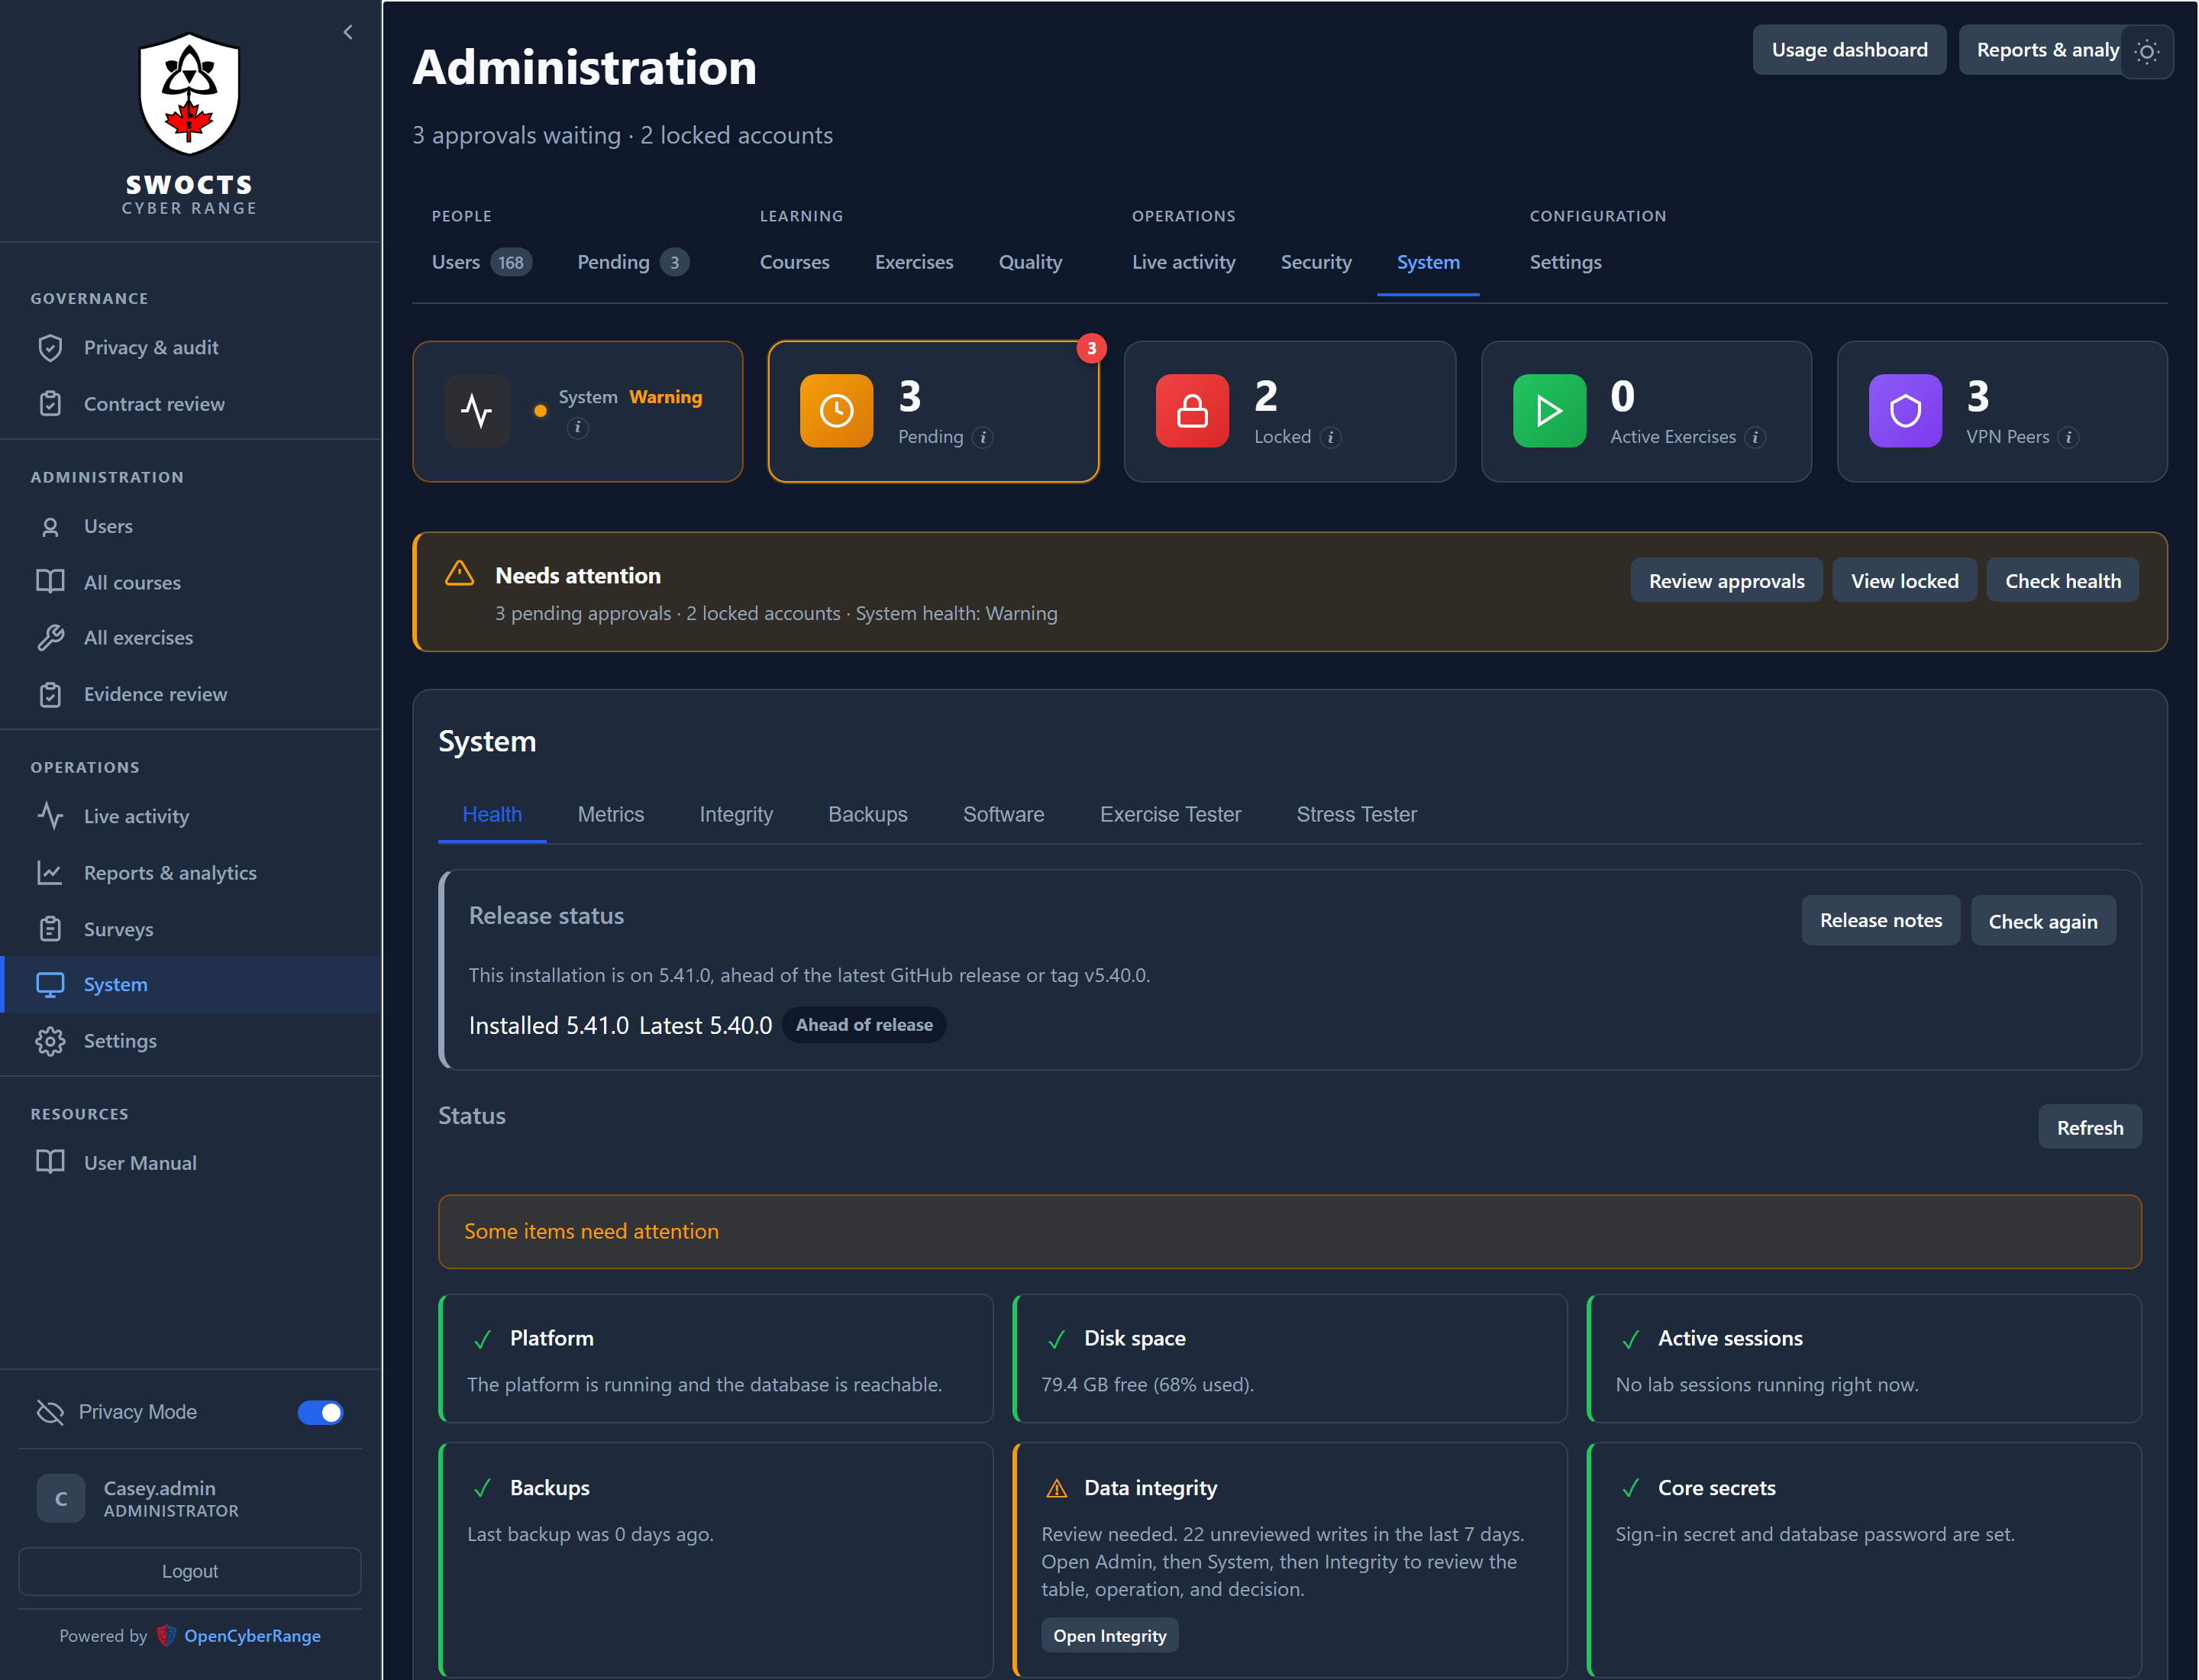 SWOCTS
CYBER RANGE
GOVERNANCE
Privacy & audit
Contract review
ADMINISTRATION
Users
All courses
All exercises
Evidence review
OPERATIONS
Live activity
Reports & analytics
Surveys
System
Settings
RESOURCES
User Manual
Privacy Mode
C
Casey.admin
ADMINISTRATOR
Logout
Powered by OpenCyberRange
Administration
Usage dashboard
Reports & analy
3 approvals waiting · 2 locked accounts
PEOPLE
Users 168
Pending 3
LEARNING
Courses
Exercises
Quality
OPERATIONS
Live activity
Security
System
CONFIGURATION
Settings
System Warning
i
3
3
Pending i
2
Locked i
0
Active Exercises i
3
VPN Peers i
Needs attention
3 pending approvals · 2 locked accounts · System health: Warning
Review approvals
View locked
Check health
System
Health
Metrics
Integrity
Backups
Software
Exercise Tester
Stress Tester
Release status
Release notes
Check again
This installation is on 5.41.0, ahead of the latest GitHub release or tag v5.40.0.
Installed 5.41.0 Latest 5.40.0 Ahead of release
Status
Refresh
Some items need attention
Platform
The platform is running and the database is reachable.
Disk space
79.4 GB free (68% used).
Active sessions
No lab sessions running right now.
Backups
Last backup was 0 days ago.
Data integrity
Review needed. 22 unreviewed writes in the last 7 days.
Open Admin, then System, then Integrity to review the
table, operation, and decision.
Open Integrity
Core secrets
Sign-in secret and database password are set.